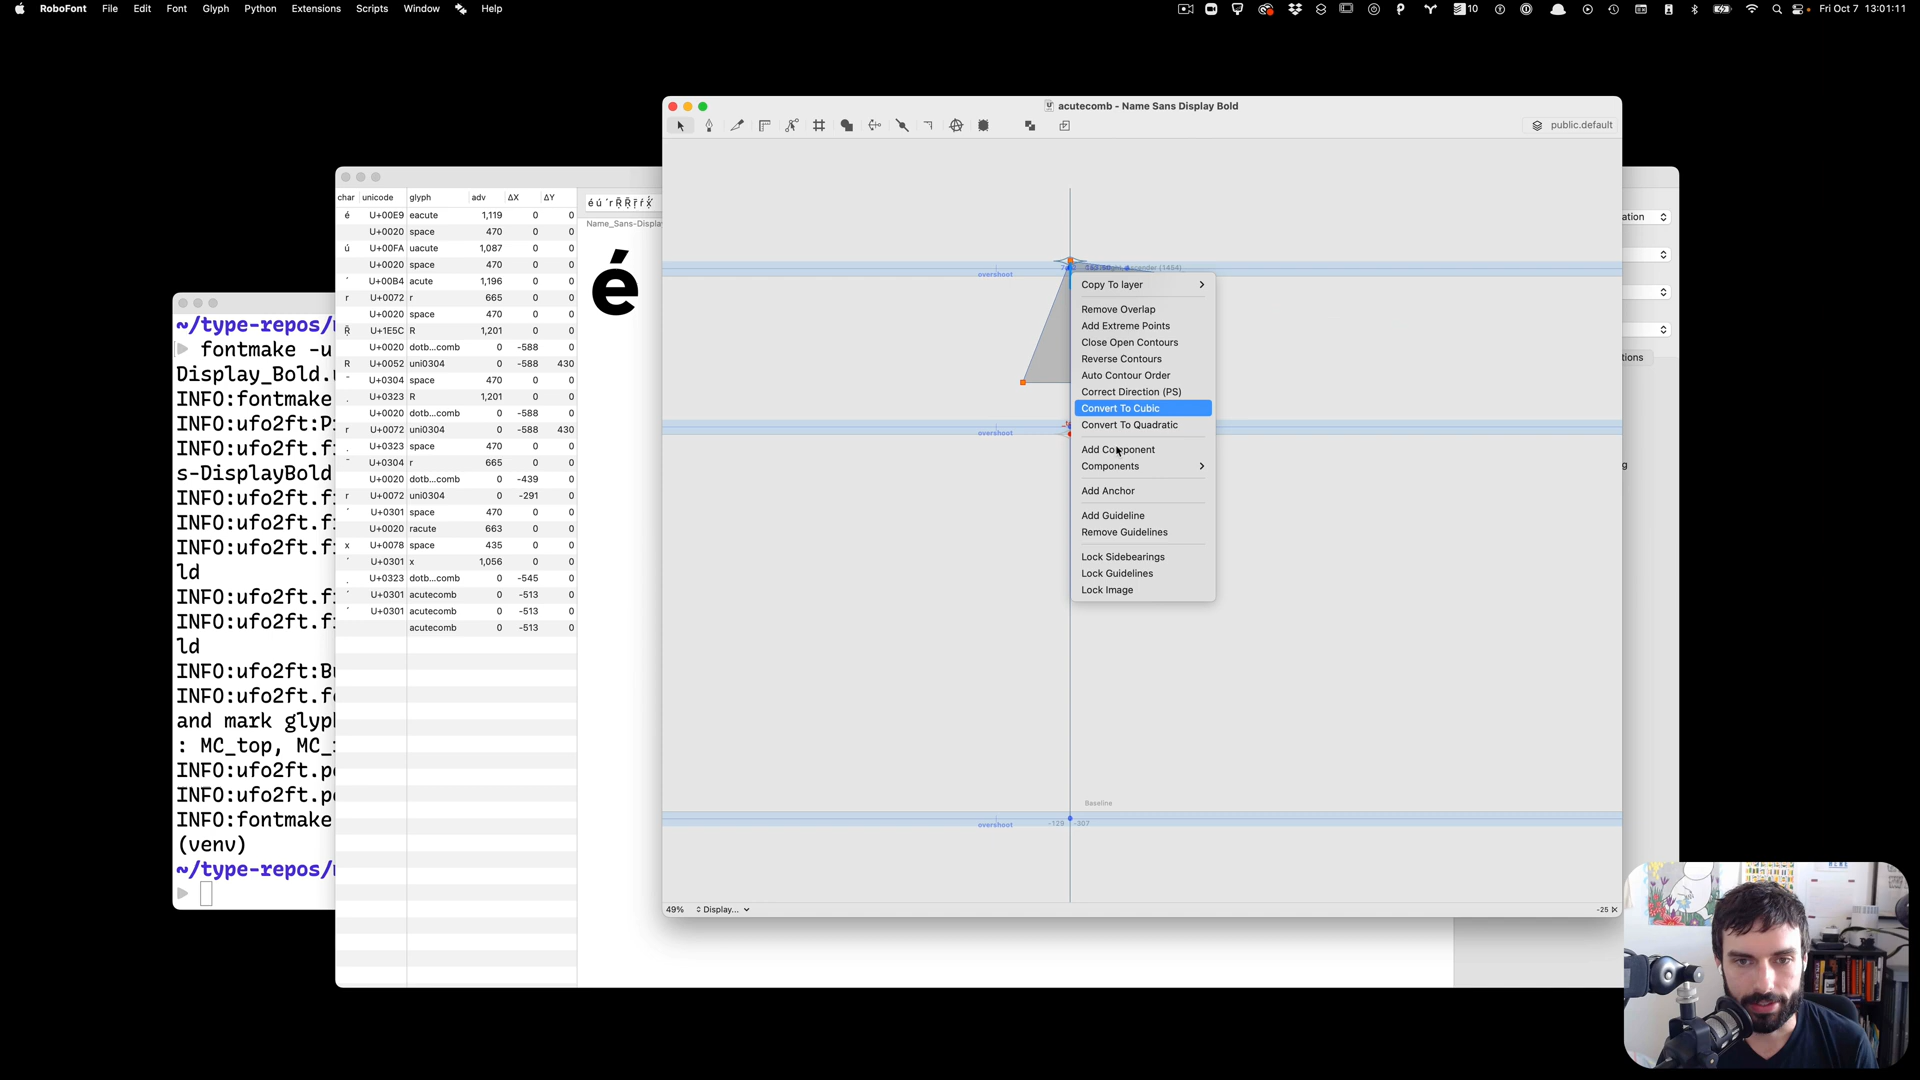 RoboFont File Edit Font Glyph Python Extensions Scripts Window Help
10 Fri Oct 7 13:01:11
acutecomb - Name Sans Display Bold
public.default
char unicode glyph adv ΔX ΔY
é U+00E9 eacute 1,119 0 0
U+0020 space 470 0 0
ú U+00FA uacute 1,087 0 0
U+0020 space 470 0 0
´ U+00B4 acute 1,196 0 0
r U+0072 r 665 0 0
U+0020 space 470 0 0
U+1E5C R 1,201 0 0
U+0020 dotb...comb 0 -588 0
R U+0052 uni0304 0 -588 430
U+0304 space 470 0 0
U+0323 R 1,201 0 0
U+0020 dotb...comb 0 -588 0
r U+0072 uni0304 0 -588 430
U+0323 space 470 0 0
U+0304 r 665 0 0
U+0020 dotb...comb 0 -439 0
r U+0072 uni0304 0 -291 0
U+0301 space 470 0 0
U+0020 racute 663 0 0
x U+0078 space 435 0 0
U+0301 x 1,056 0 0
U+0323 dotb...comb 0 -545 0
U+0301 acutecomb 0 -513 0
U+0301 acutecomb 0 -513 0
acutecomb 0 -513 0
Name_Sans-Displa
é
~/type-repos/
fontmake -u
Display_Bold.
INFO:fontmake
INFO:ufo2ft:P
INFO:ufo2ft.f
s-DisplayBold
INFO:ufo2ft.f
INFO:ufo2ft.f
INFO:ufo2ft.f
ld
INFO:ufo2ft.f
INFO:ufo2ft.f
ld
INFO:ufo2ft:B
INFO:ufo2ft.f
and mark glyp
: MC_top, MC_
INFO:ufo2ft.p
INFO:ufo2ft.p
INFO:fontmake
(venv)
~/type-repos/
overshoot
overshoot
Copy To layer
Remove Overlap
Add Extreme Points
Close Open Contours
Reverse Contours
Auto Contour Order
Correct Direction (PS)
Convert To Cubic
Convert To Quadratic
Add Component
Components
Add Anchor
Add Guideline
Remove Guidelines
Lock Sidebearings
Lock Guidelines
Lock Image
Baseline
overshoot -129 -307
49% Display... -25
ation
tions
g